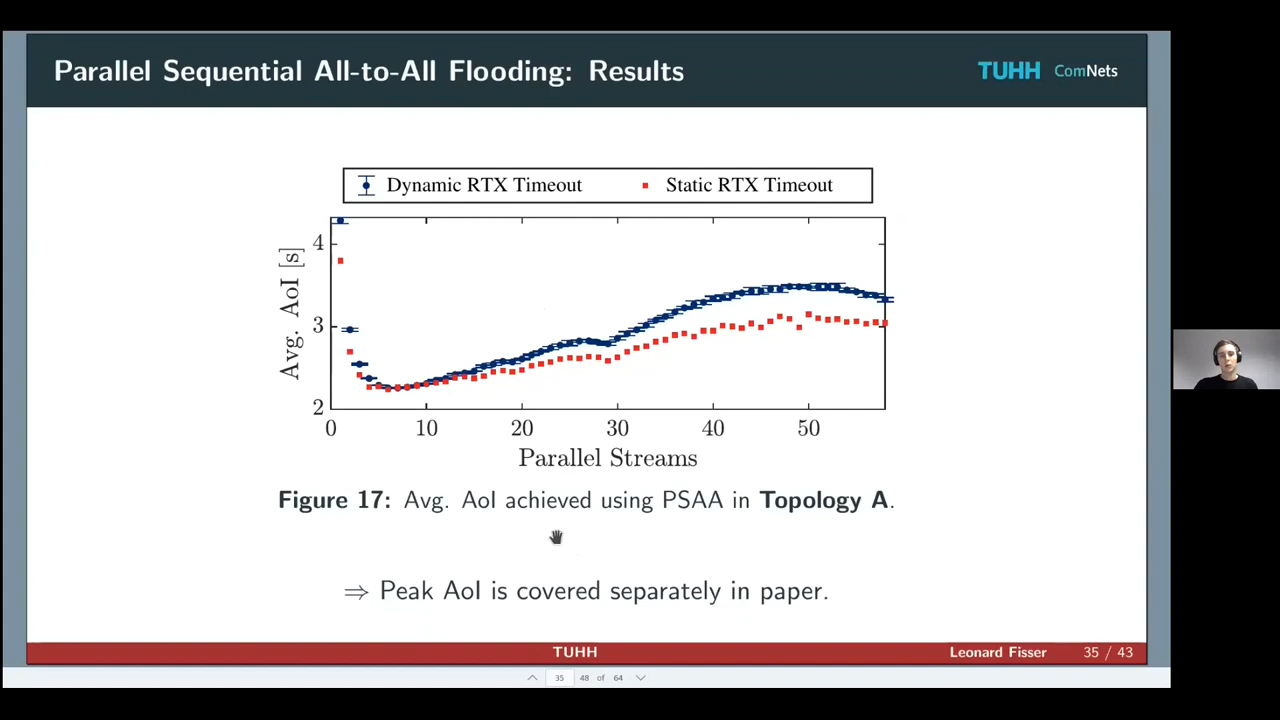 Parallel Sequential All-to-All Flooding: Results
TUHH ComNets
Dynamic RTX Timeout Static RTX Timeout
4
3
2
Avg. AoI [s]
0 10 20 30 40 50
Parallel Streams
Figure 17: Avg. AoI achieved using PSAA in Topology A.
⇒ Peak AoI is covered separately in paper.
TUHH Leonard Fisser 35 / 43
35 48 of 64